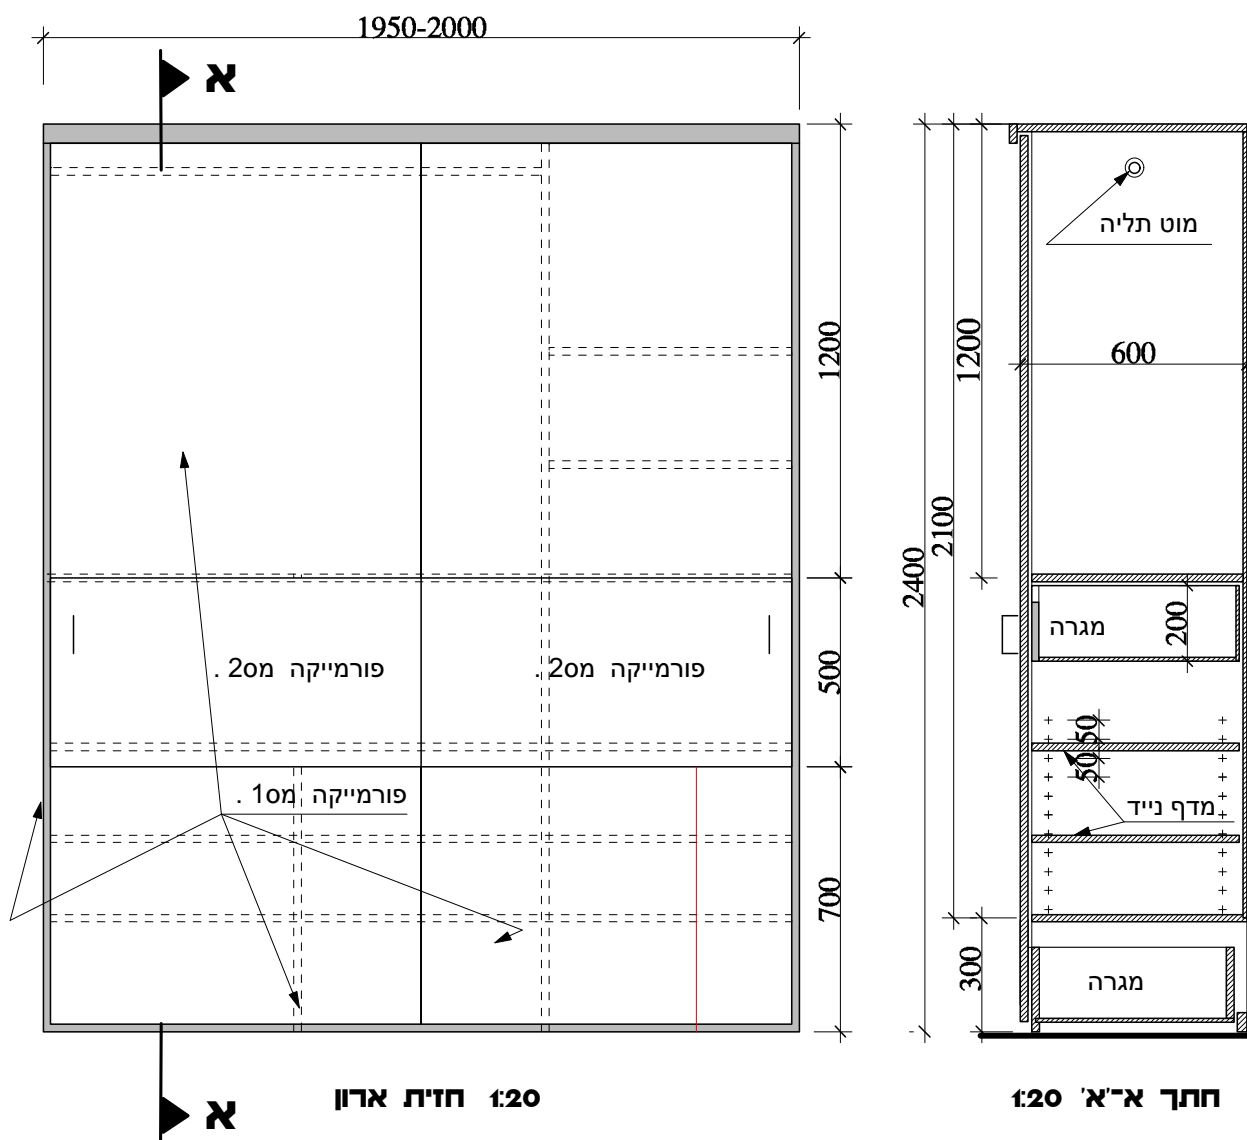 1950-2000
א
1200
500
700
פורמייקה מס2 .
פורמייקה מס2 .
פורמייקה מס1 .
א
חזית ארון 1:20
2400
2100
1200
300
מוט תליה
600
מגרה
200
50
50
מדף נייד
מגרה
חתך א-'א' 1:20